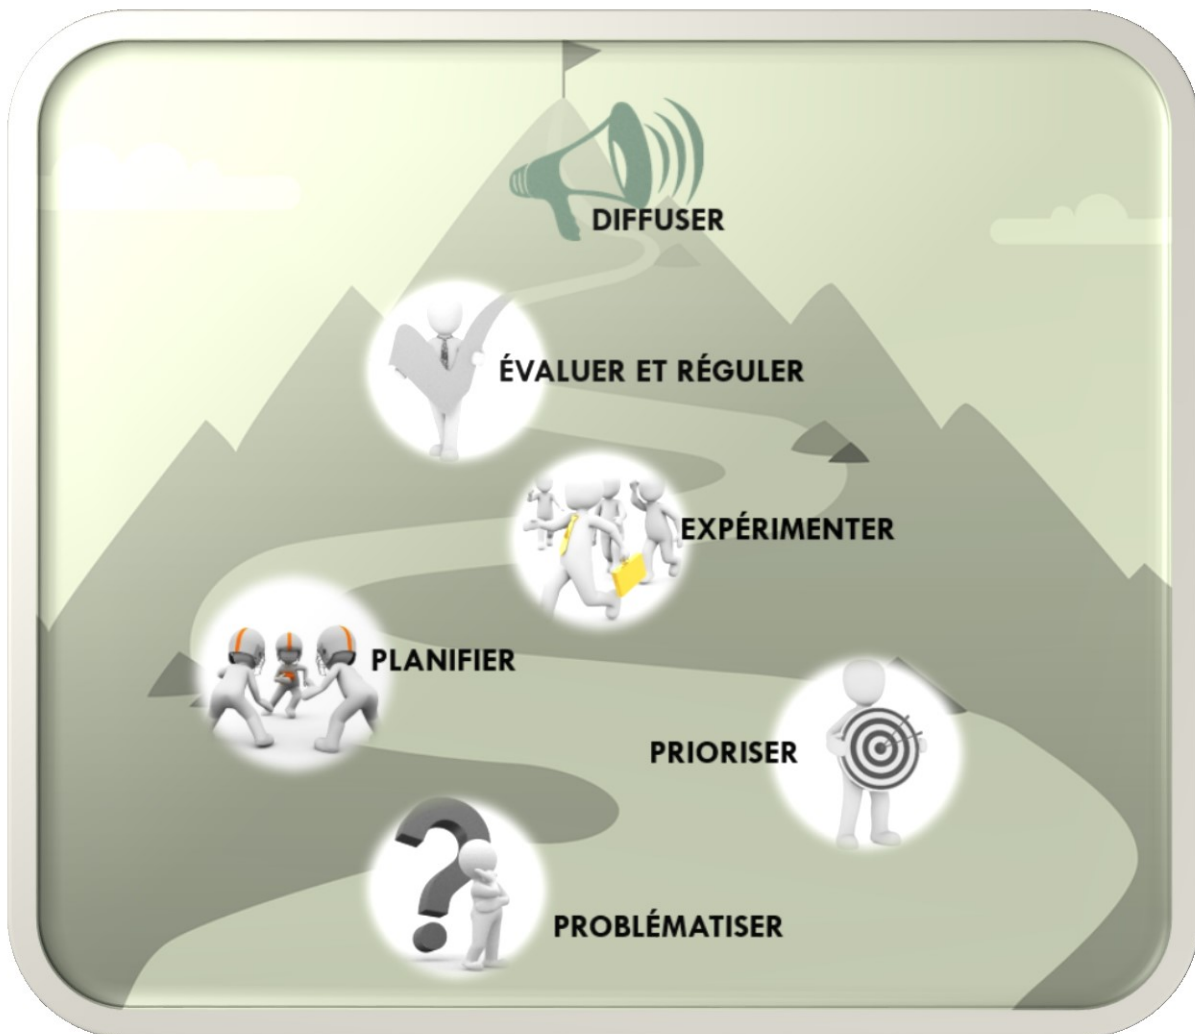 DIFFUSER
ÉVALUER ET RÉGULER
EXPÉRIMENTER
PLANIFIER
PRIORISER
PROBLÉMATISER